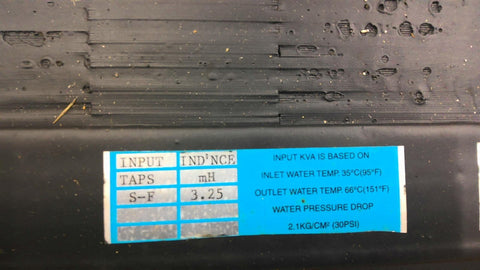 INPUT IND'NCE
TAPS mH
S-F 3.25
INPUT KVA IS BASED ON
INLET WATER TEMP. 35°C(95°F)
OUTLET WATER TEMP. 66°C(151°F)
WATER PRESSURE DROP
2.1KG/CM² (30PSI)